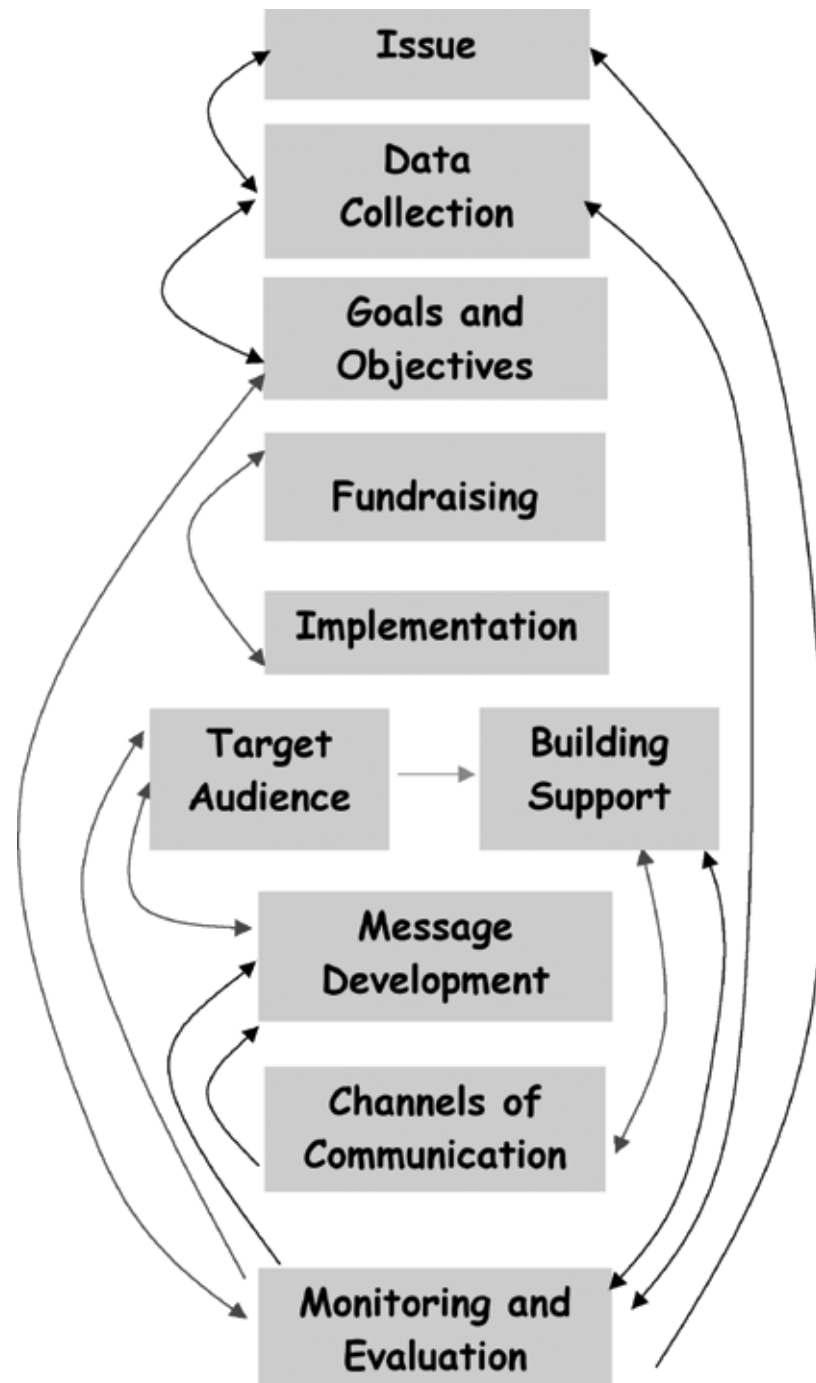 Issue
Data
Collection
Goals and
Objectives
Fundraising
Implementation
Target
Audience
Building
Support
Message
Development
Channels of
Communication
Monitoring and
Evaluation